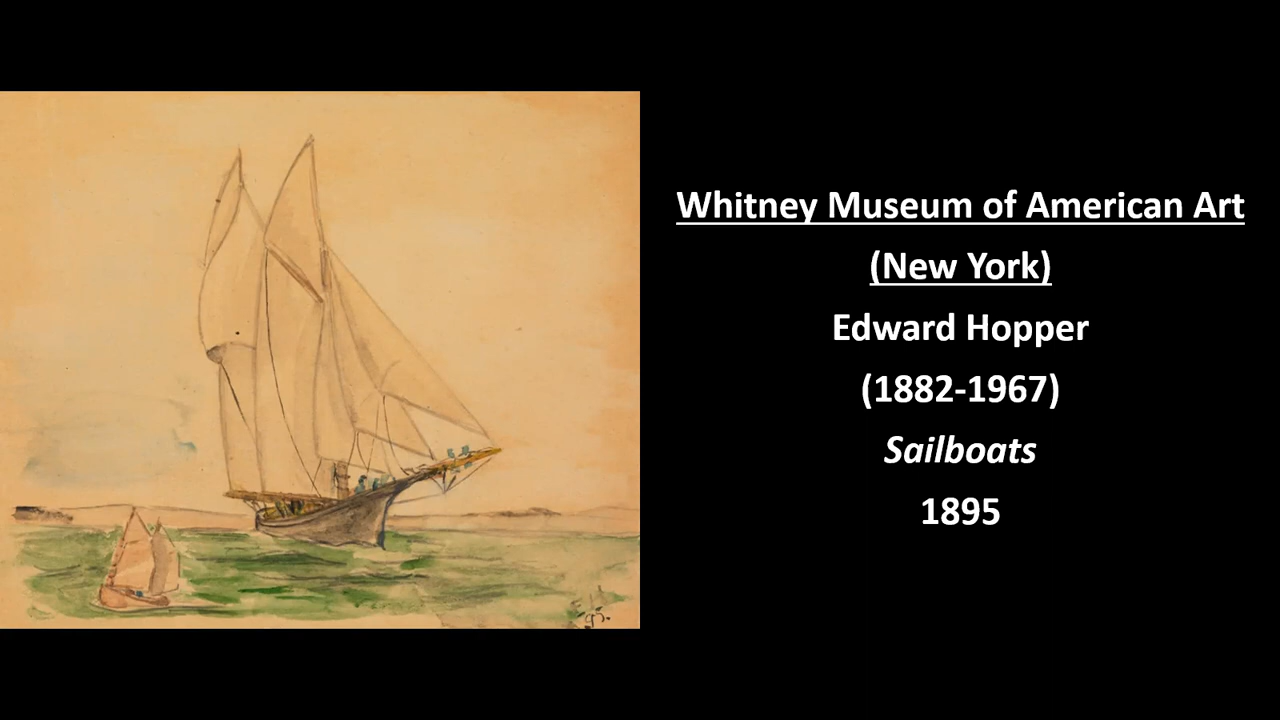 Whitney Museum of American Art
(New York)
Edward Hopper
(1882-1967)
Sailboats
1895